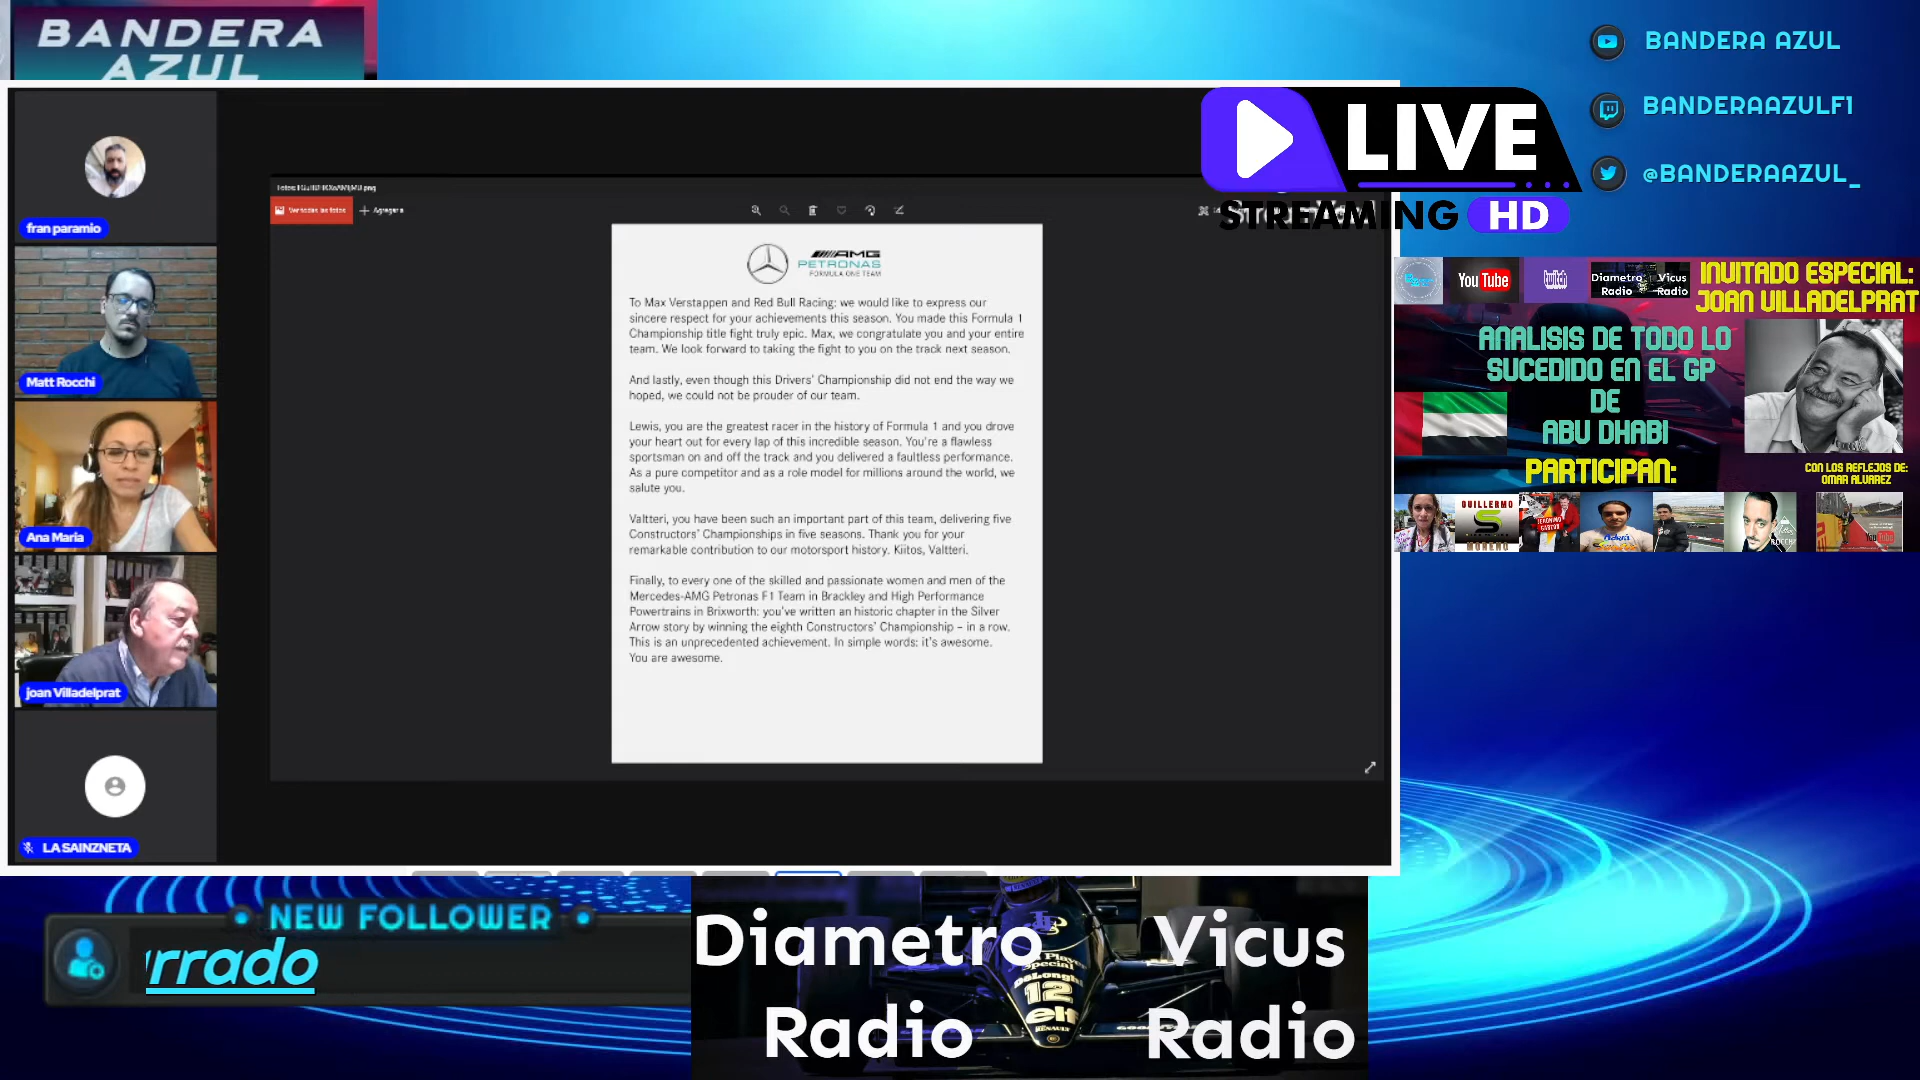 BANDERA
AZUL
BANDERA AZUL
BANDERAAZULF1
@BANDERAAZUL_
LIVE
STREAMING HD
fran paramio
Matt Rocchi
Ana Maria
joan Villadelprat
LA SAINZNETA
Ver todas las fotos
Agregar a
AMG
PETRONAS
FORMULA ONE TEAM
To Max Verstappen and Red Bull Racing: we would like to express our
sincere respect for your achievements this season. You made this Formula 1
Championship title fight truly epic. Max, we congratulate you and your entire
team. We look forward to taking the fight to you on the track next season.
And lastly, even though this Drivers' Championship did not end the way we
hoped, we could not be prouder of our team.
Lewis, you are the greatest racer in the history of Formula 1 and you drove
your heart out for every lap of this incredible season. You're a flawless
sportsman on and off the track and you delivered a faultless performance.
As a pure competitor and as a role model for millions around the world, we
salute you.
Valtteri, you have been such an important part of this team, delivering five
Constructors' Championships in five seasons. Thank you for your
remarkable contribution to our motorsport history. Kiitos, Valtteri.
Finally, to every one of the skilled and passionate women and men of the
Mercedes-AMG Petronas F1 Team in Brackley and High Performance
Powertrains in Brixworth: you've written an historic chapter in the Silver
Arrow story by winning the eighth Constructors' Championship – in a row.
This is an unprecedented achievement. In simple words: it's awesome.
You are awesome.
YouTube
twitch
Diametro Vicus
Radio Radio
INVITADO ESPECIAL:
JOAN VILLADELPRAT
ANALISIS DE TODO LO
SUCEDIDO EN EL GP
DE
ABU DHABI
PARTICIPAN:
CON LOS REFLEJOS DE:
OMAR ALVAREZ
GUILLERMO
MORENO
NEW FOLLOWER
rrado
Diametro Vicus
Radio Radio
Special
DeLonghi
12
elf
RENAULT